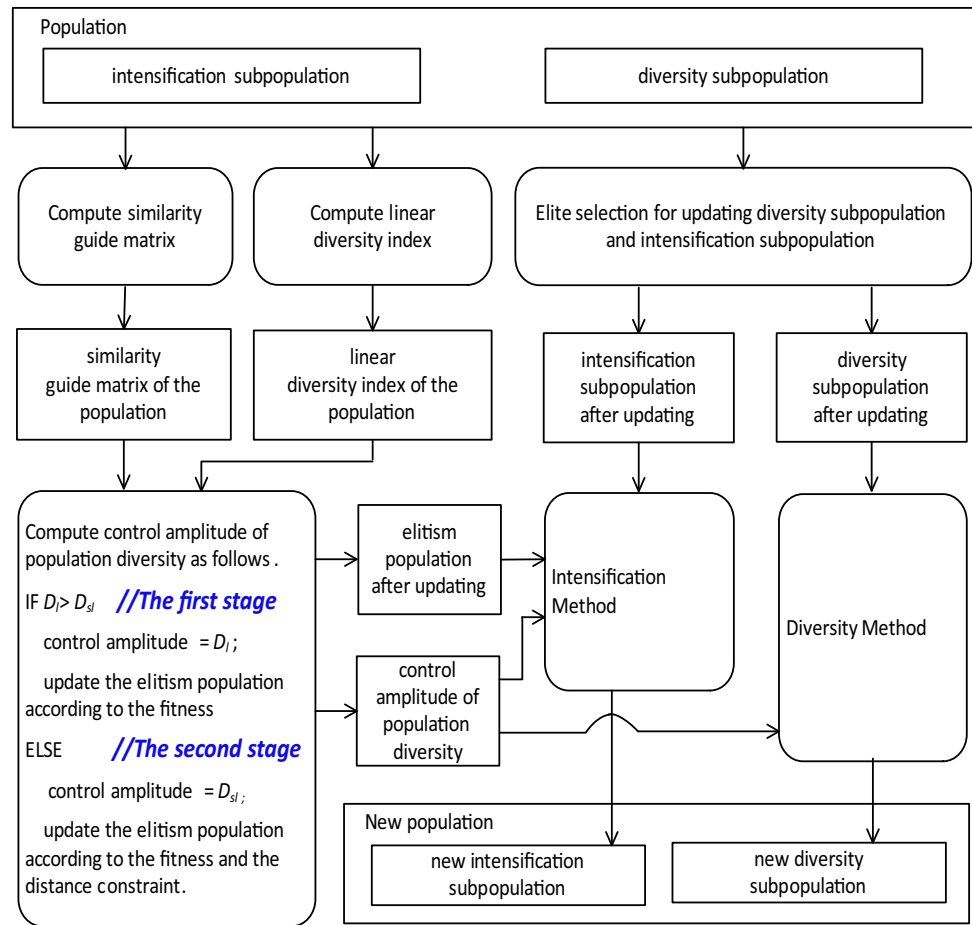 Population
intensification subpopulation
diversity subpopulation
Compute similarity
guide matrix
Compute linear
diversity index
Elite selection for updating diversity subpopulation
and intensification subpopulation
similarity
guide matrix of the
population
linear
diversity index of the
population
intensification
subpopulation
after updating
diversity
subpopulation
after updating
Compute control amplitude of
population diversity as follows .
IF Dl> Dsl //The first stage
control amplitude = Dl ;
update the elitism population
according to the fitness
ELSE //The second stage
control amplitude = Dsl ;
update the elitism population
according to the fitness and the
distance constraint.
elitism
population
after updating
control
amplitude of
population
diversity
Intensification
Method
Diversity Method
New population
new intensification
subpopulation
new diversity
subpopulation